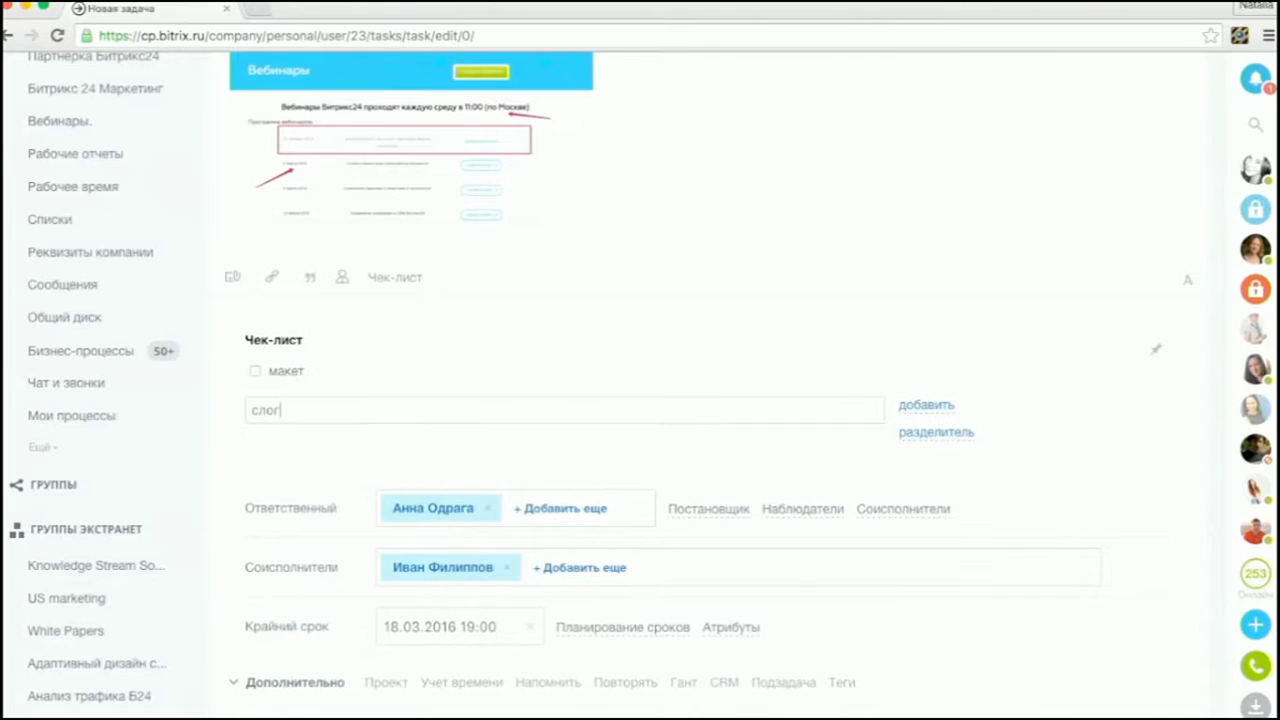 Новая задача
Natalia
https://cp.bitrix.ru/company/personal/user/23/tasks/task/edit/0/
Партнерка Битрикс24
Битрикс 24 Маркетинг
Вебинары.
Рабочие отчеты
Рабочее время
Списки
Реквизиты компании
Сообщения
Общий диск
Бизнес-процессы 50+
Чат и звонки
Мои процессы
Ещё
ГРУППЫ
ГРУППЫ ЭКСТРАНЕТ
Knowledge Stream So...
US marketing
White Papers
Адаптивный дизайн с...
Анализ трафика Б24
Вебинары
Вебинары Битрикс24 проходят каждую среду в 11:00 (по Москве)
Программа вебинаров:
Чек-лист
A
Чек-лист
макет
слог
добавить
разделитель
Ответственный Анна Одрага × + Добавить еще Постановщик Наблюдатели Соисполнители
Соисполнители Иван Филиппов × + Добавить еще
Крайний срок 18.03.2016 19:00 × Планирование сроков Атрибуты
Дополнительно Проект Учет времени Напомнить Повторять Гант CRM Подзадача Теги
1
253
Онлайн